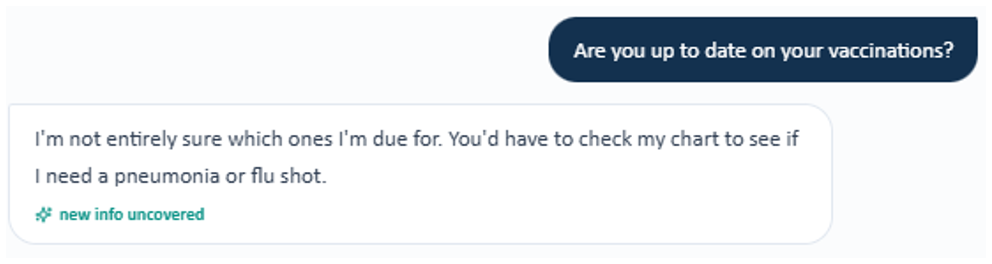 Are you up to date on your vaccinations?
I'm not entirely sure which ones I'm due for. You'd have to check my chart to see if
I need a pneumonia or flu shot.
new info uncovered